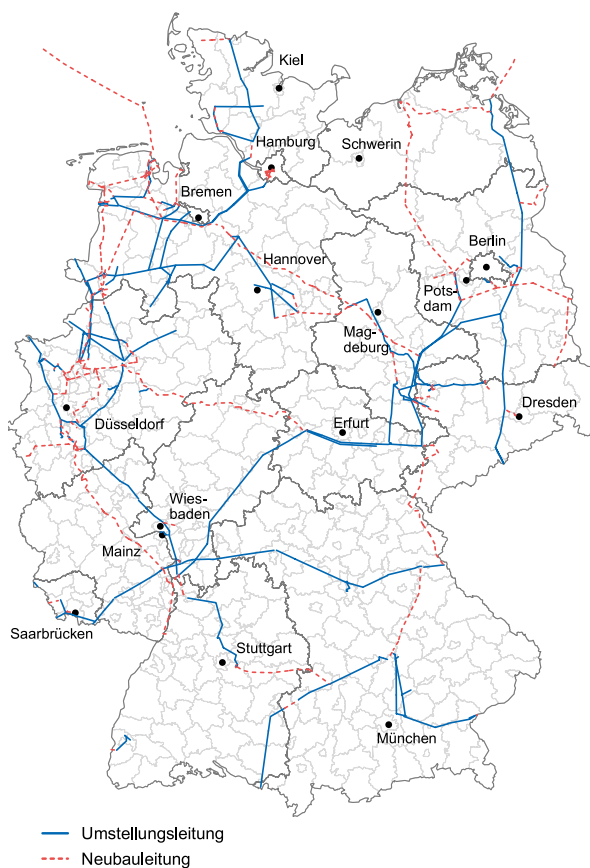 Kiel
Hamburg
Schwerin
Bremen
Berlin
Hannover
Pots-
dam
Mag-
deburg
Dresden
Düsseldorf
Erfurt
Wies-
baden
Mainz
Saarbrücken
Stuttgart
München
Umstellungsleitung
Neubauleitung